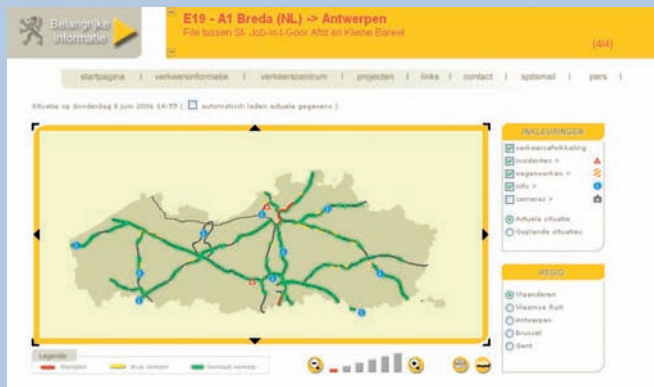 Belangrijke
informatie
E19 - A1 Breda (NL) -> Antwerpen
File tussen St- Job-in-t-Goor Afrit en Kleine Bareel
(4/4)
startpagina | verkeersinformatie | verkeerscentrum | projecten | links | contact | spitsmail | pers |
Situatie op donderdag 8 juni 2006 14:55 ( automatisch laden actuele gegevens )
INKLEURINGEN
verkeersafwikkeling
incidenten >
wegenwerken >
info >
cameras >
Actuele situatie
Geplande situaties
REGIO
Vlaanderen
Vlaamse Ruit
Antwerpen
Brussel
Gent
Legende
Druk verkeer
Normaal verkeer